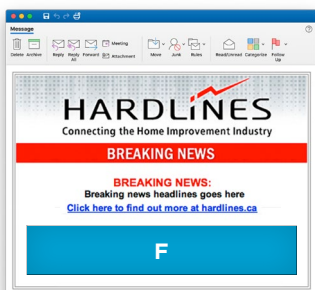 Message
Delete Archive Reply Reply All Forward Meeting Attachment Move Junk Rules Read/Unread Categorize Follow Up
HARDLINES
Connecting the Home Improvement Industry
BREAKING NEWS
BREAKING NEWS:
Breaking news headlines goes here
Click here to find out more at hardlines.ca
F